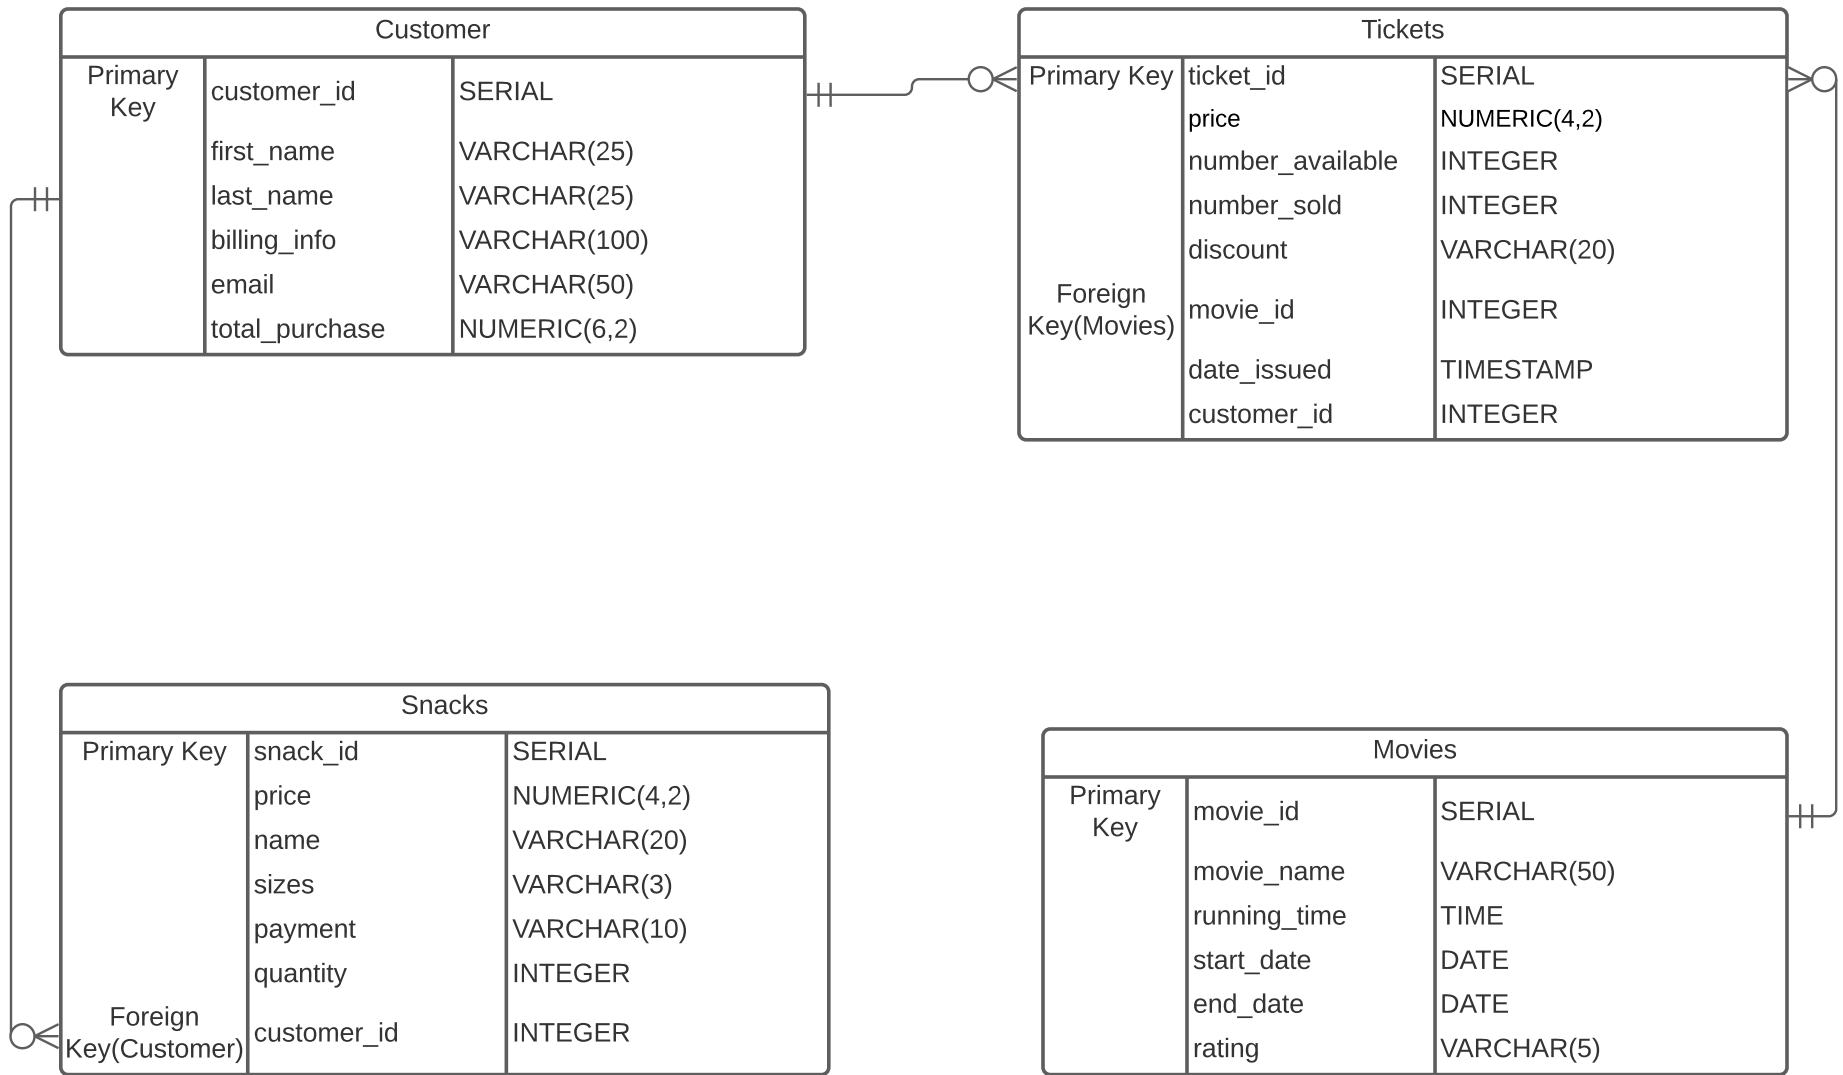 Customer
Primary
Key
customer_id SERIAL
first_name VARCHAR(25)
last_name VARCHAR(25)
billing_info VARCHAR(100)
email VARCHAR(50)
total_purchase NUMERIC(6,2)
Tickets
Primary Key ticket_id SERIAL
price NUMERIC(4,2)
number_available INTEGER
number_sold INTEGER
discount VARCHAR(20)
Foreign
Key(Movies)
movie_id INTEGER
date_issued TIMESTAMP
customer_id INTEGER
Snacks
Primary Key snack_id SERIAL
price NUMERIC(4,2)
name VARCHAR(20)
sizes VARCHAR(3)
payment VARCHAR(10)
quantity INTEGER
Foreign
Key(Customer)
customer_id INTEGER
Movies
Primary
Key
movie_id SERIAL
movie_name VARCHAR(50)
running_time TIME
start_date DATE
end_date DATE
rating VARCHAR(5)